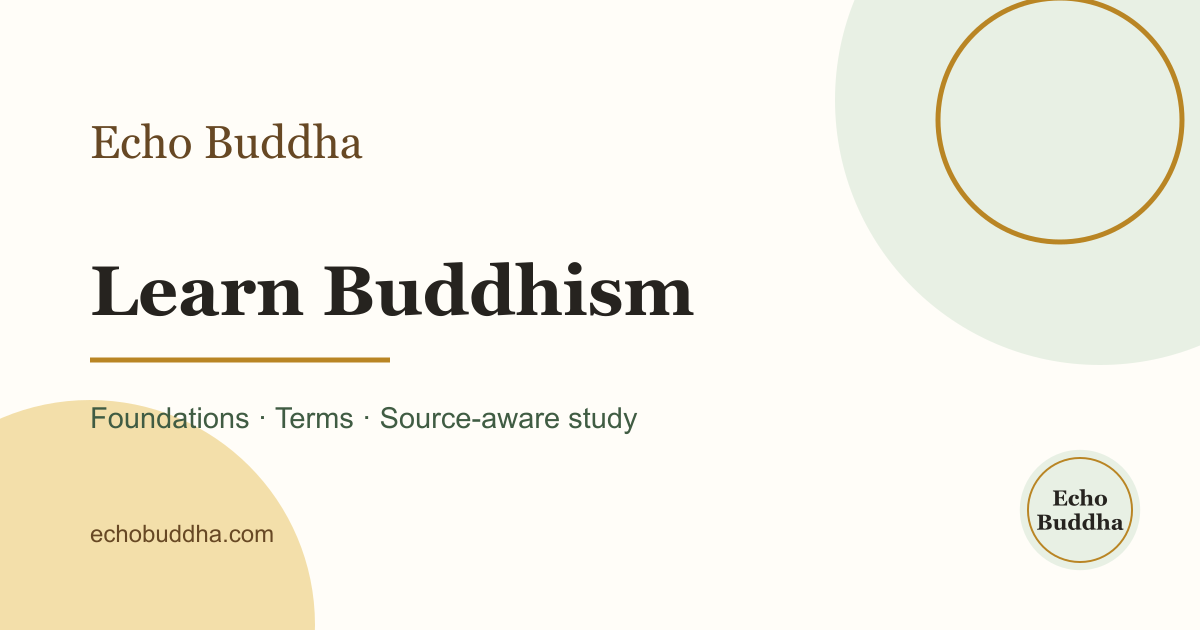 Echo Buddha
Learn Buddhism
Foundations · Terms · Source-aware study
echobuddha.com
Echo
Buddha